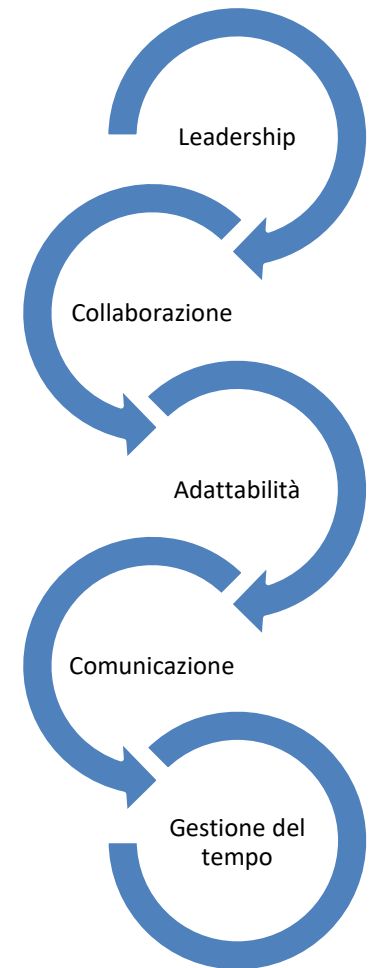 Leadership
Collaborazione
Adattabilità
Comunicazione
Gestione del
tempo